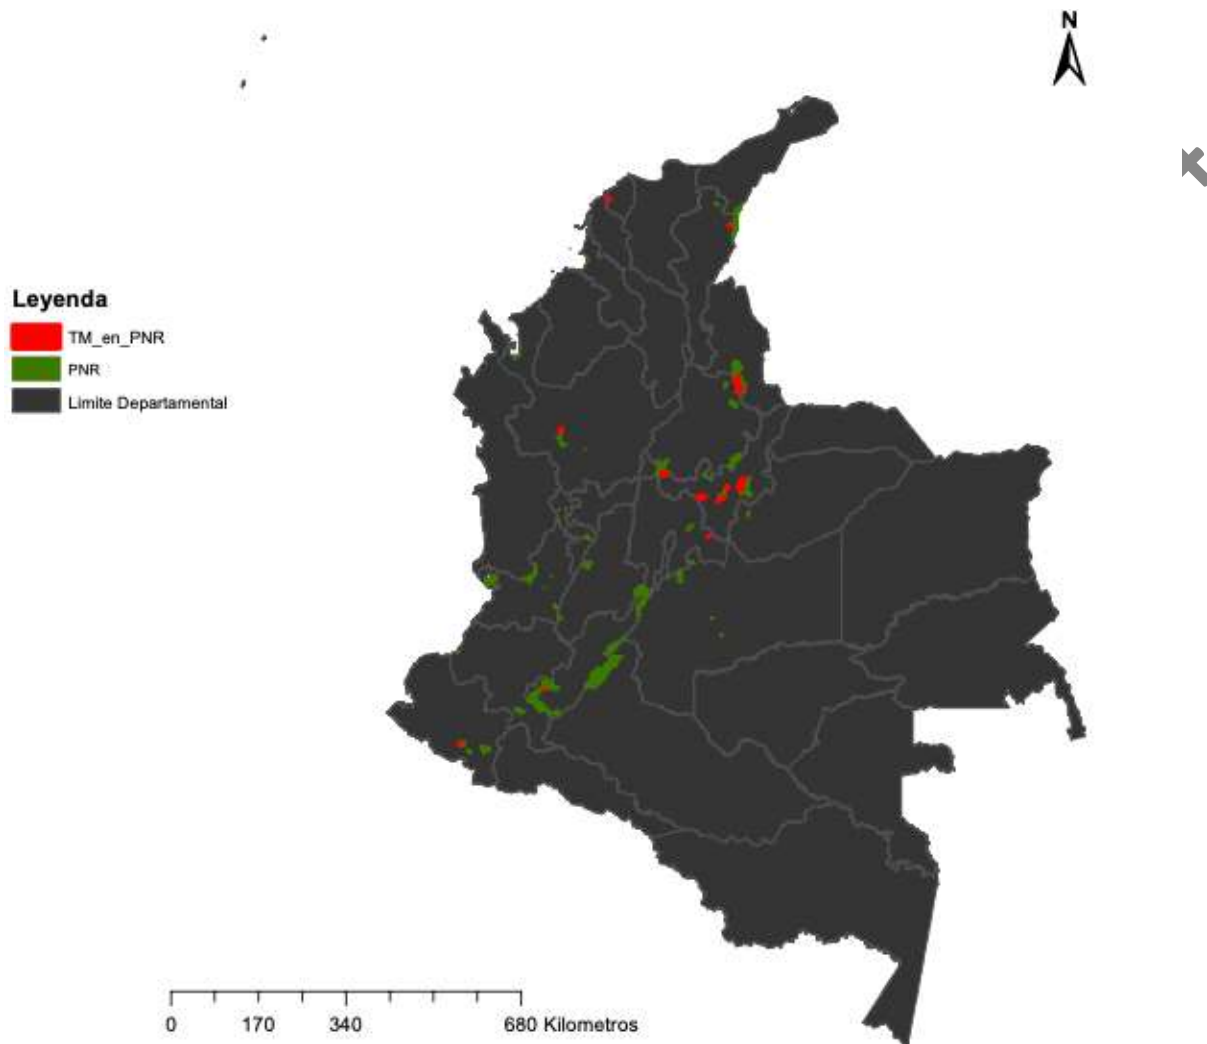 N
Leyenda
TM_en_PNR
PNR
Limite Departamental
0 170 340 680 Kilometros